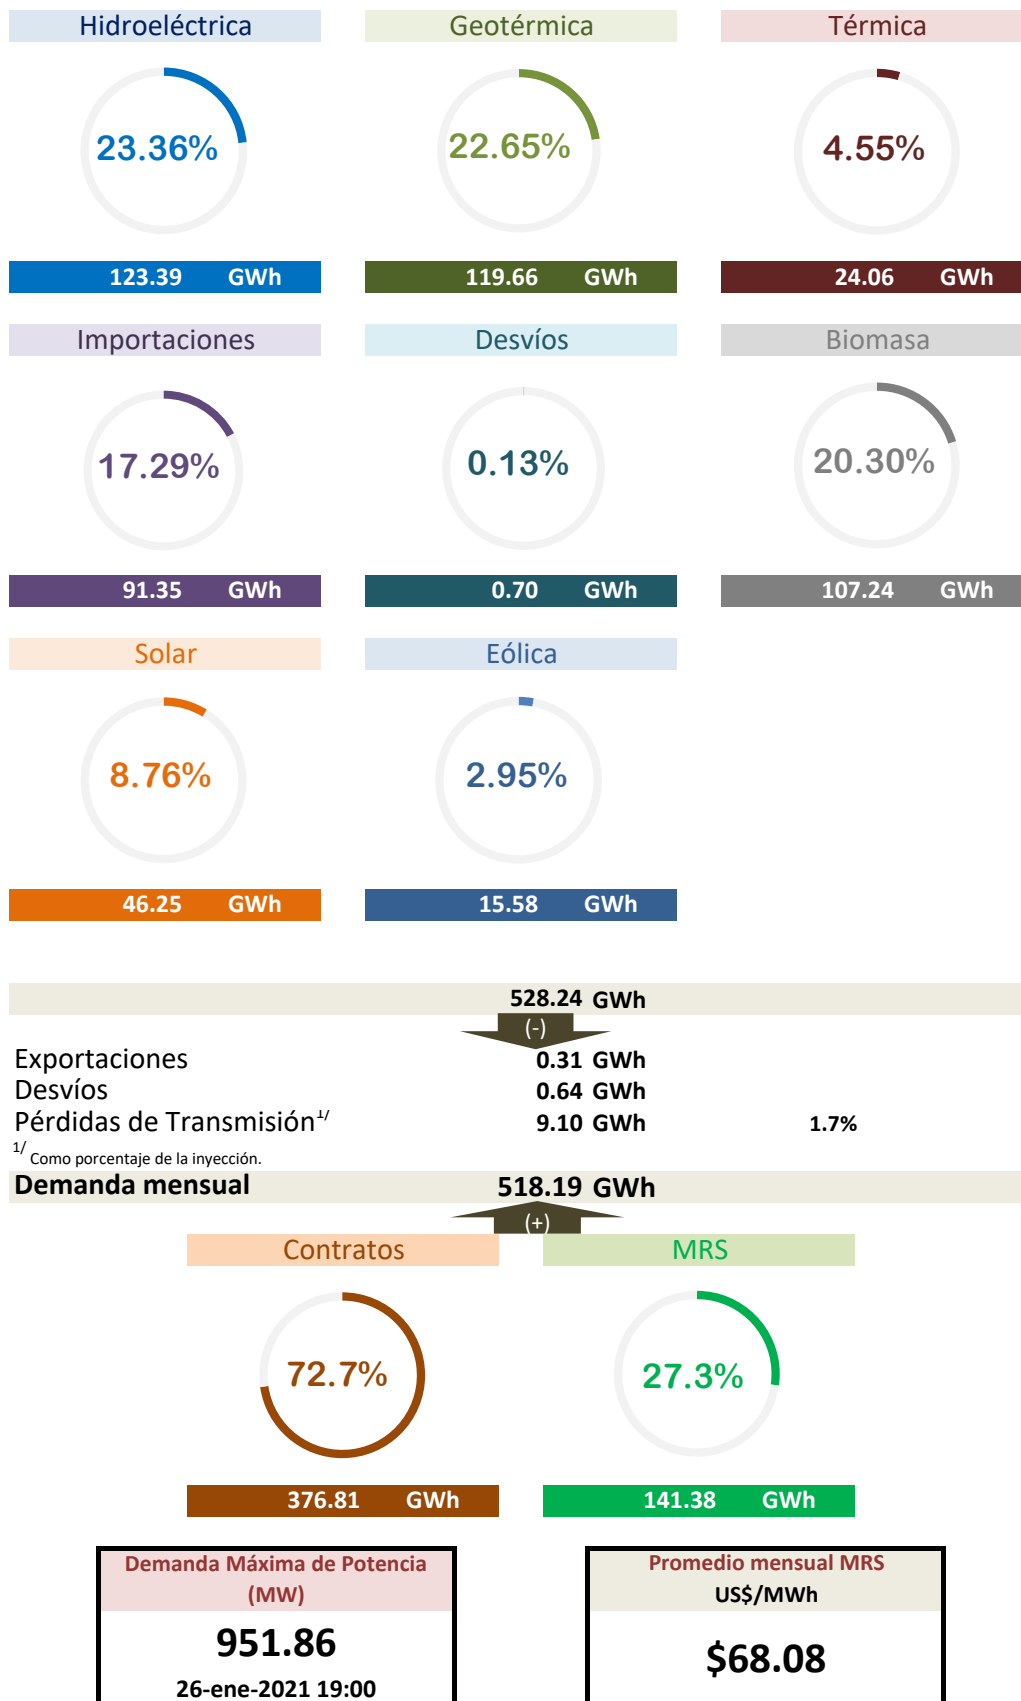 Hidroeléctrica Geotérmica Térmica
23.36% 22.65% 4.55%
123.39 GWh 119.66 GWh 24.06 GWh
Importaciones Desvíos Biomasa
17.29% 0.13% 20.30%
91.35 GWh 0.70 GWh 107.24 GWh
Solar Eólica
8.76% 2.95%
46.25 GWh 15.58 GWh
528.24 GWh
(-)
Exportaciones 0.31 GWh
Desvíos 0.64 GWh
Pérdidas de Transmisión1/ 9.10 GWh 1.7%
1/ Como porcentaje de la inyección.
Demanda mensual 518.19 GWh
(+)
Contratos MRS
72.7% 27.3%
376.81 GWh 141.38 GWh
Demanda Máxima de Potencia
(MW)
951.86
26-ene-2021 19:00
Promedio mensual MRS
US$/MWh
$68.08